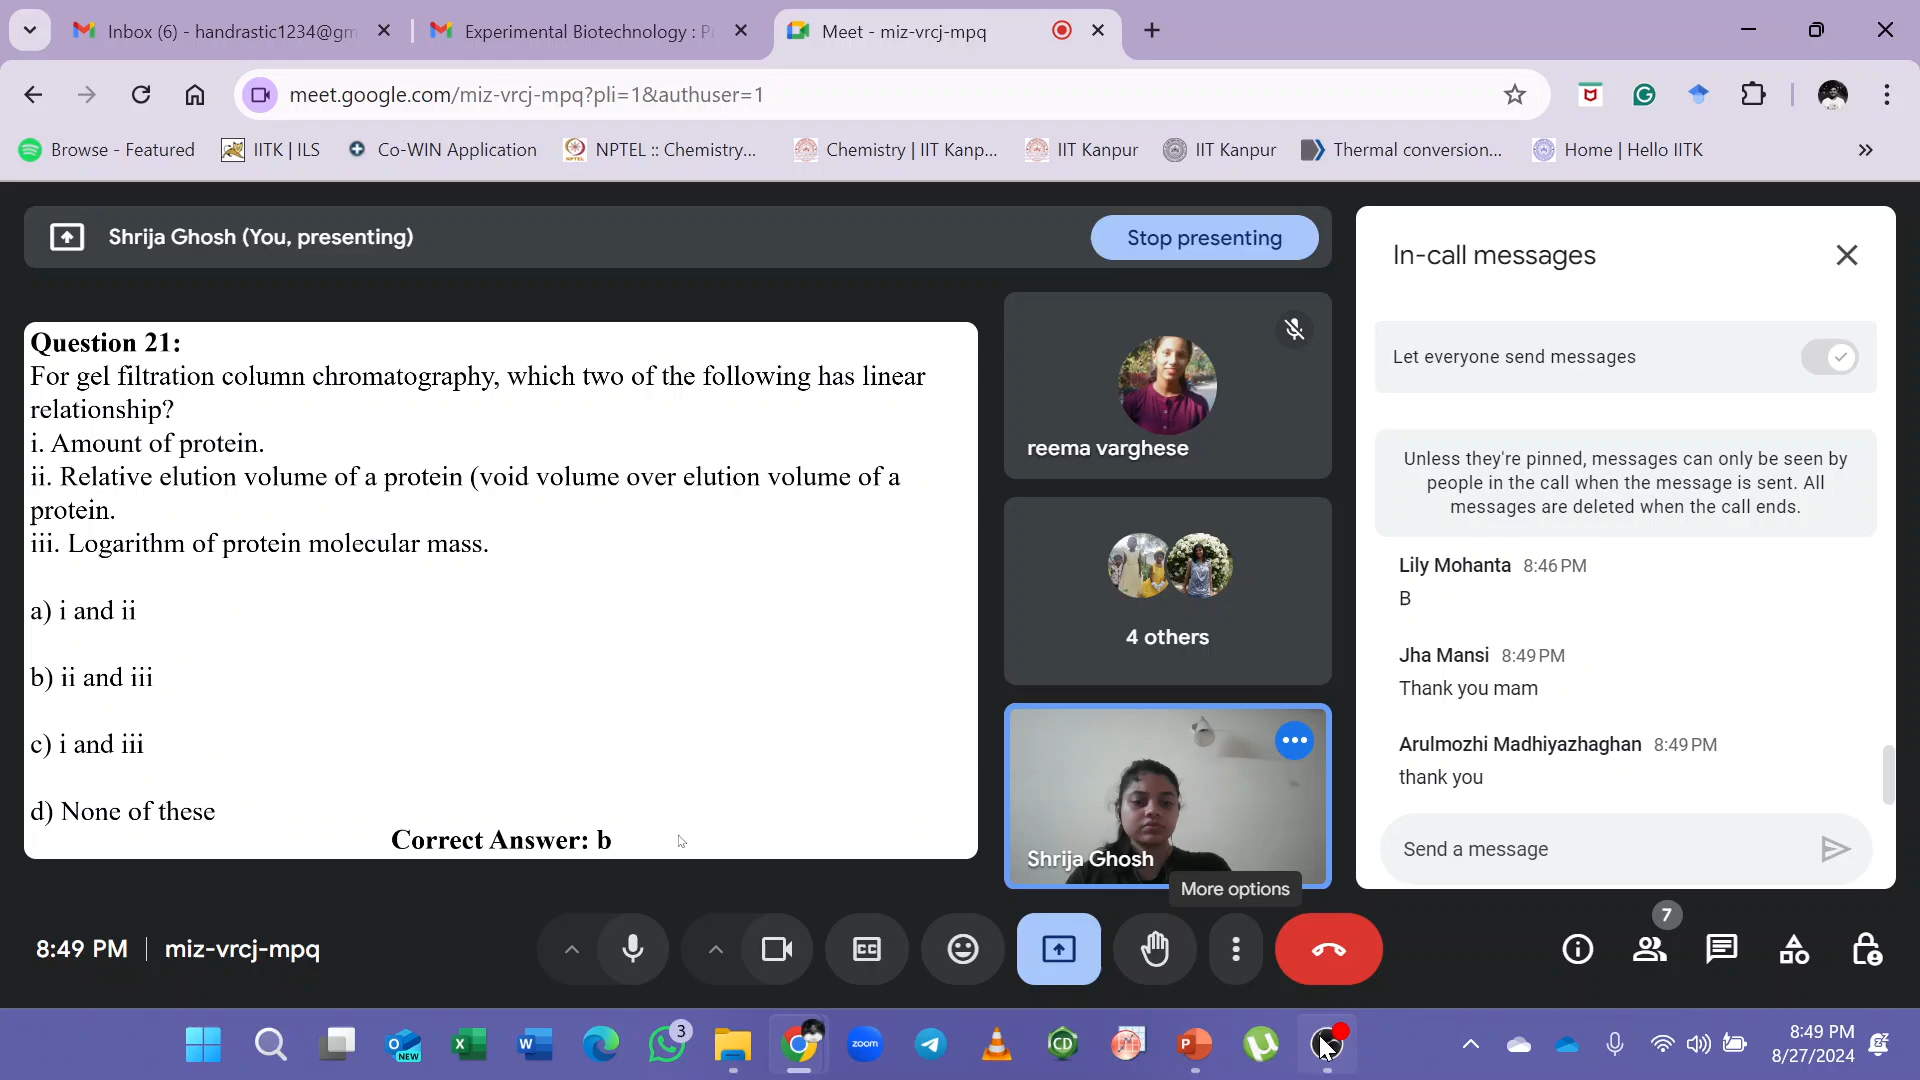 Inbox (6) - handrastic1234@gm
Experimental Biotechnology : P
Meet - miz-vrcj-mpq
meet.google.com/miz-vrcj-mpq?pli=1&authuser=1
Browse - Featured
IITK | ILS
Co-WIN Application
NPTEL :: Chemistry...
Chemistry | IIT Kanp...
IIT Kanpur
IIT Kanpur
Thermal conversion...
Home | Hello IITK
Shrija Ghosh (You, presenting)
Stop presenting
Question 21:
For gel filtration column chromatography, which two of the following has linear
relationship?
i. Amount of protein.
ii. Relative elution volume of a protein (void volume over elution volume of a
protein.
iii. Logarithm of protein molecular mass.
a) i and ii
b) ii and iii
c) i and iii
d) None of these
Correct Answer: b
reema varghese
4 others
Shrija Ghosh
More options
In-call messages
Let everyone send messages
Unless they're pinned, messages can only be seen by
people in the call when the message is sent. All
messages are deleted when the call ends.
Lily Mohanta 8:46 PM
B
Jha Mansi 8:49 PM
Thank you mam
Arulmozhi Madhiyazhaghan 8:49 PM
thank you
Send a message
8:49 PM
miz-vrcj-mpq
CC
7
NEW
3
zoom
CD
8:49 PM
8/27/2024